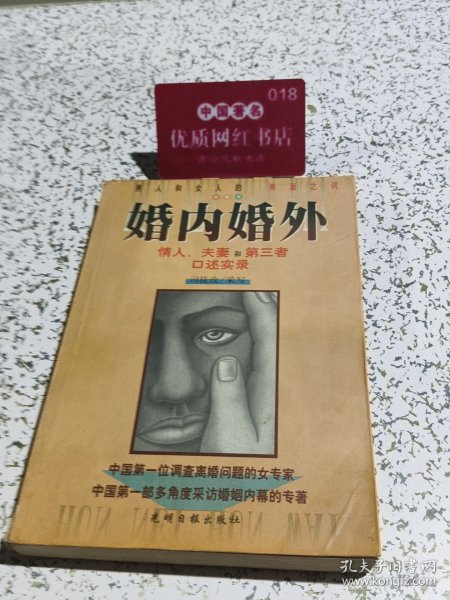 018
中国著名
优质网红书店
男人和女人的
婚内婚外
情人、夫妻和第三者
口述实录
中国第一位调查离婚问题的女专家
中国第一部多角度采访婚姻内幕的专著
光明日报出版社
HUN
WAI
孔夫子旧书网
www.kongfz.com